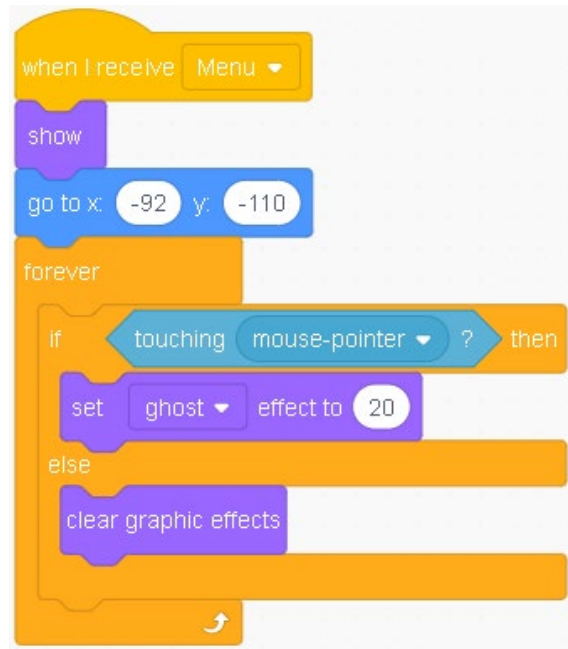 when I receive Menu
show
go to x: -92 y: -110
forever
if touching mouse-pointer ? then
set ghost effect to 20
else
clear graphic effects